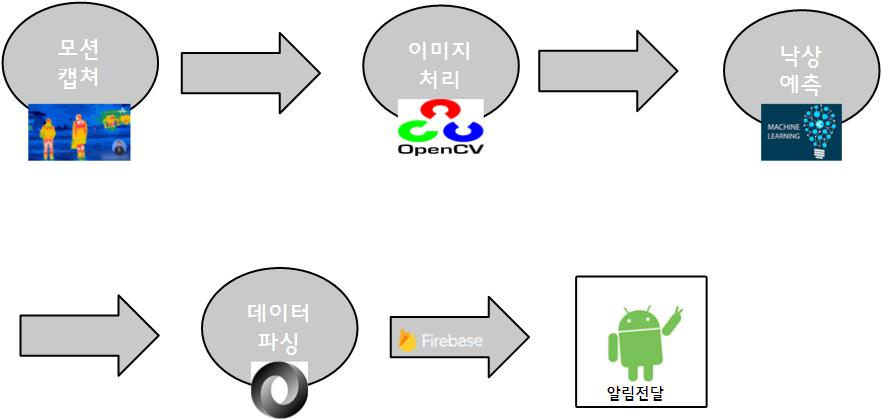 모션
캡쳐
이미지
처리
OpenCV
낙상
예측
MACHINE
LEARNING
데이터
파싱
Firebase
알림전달